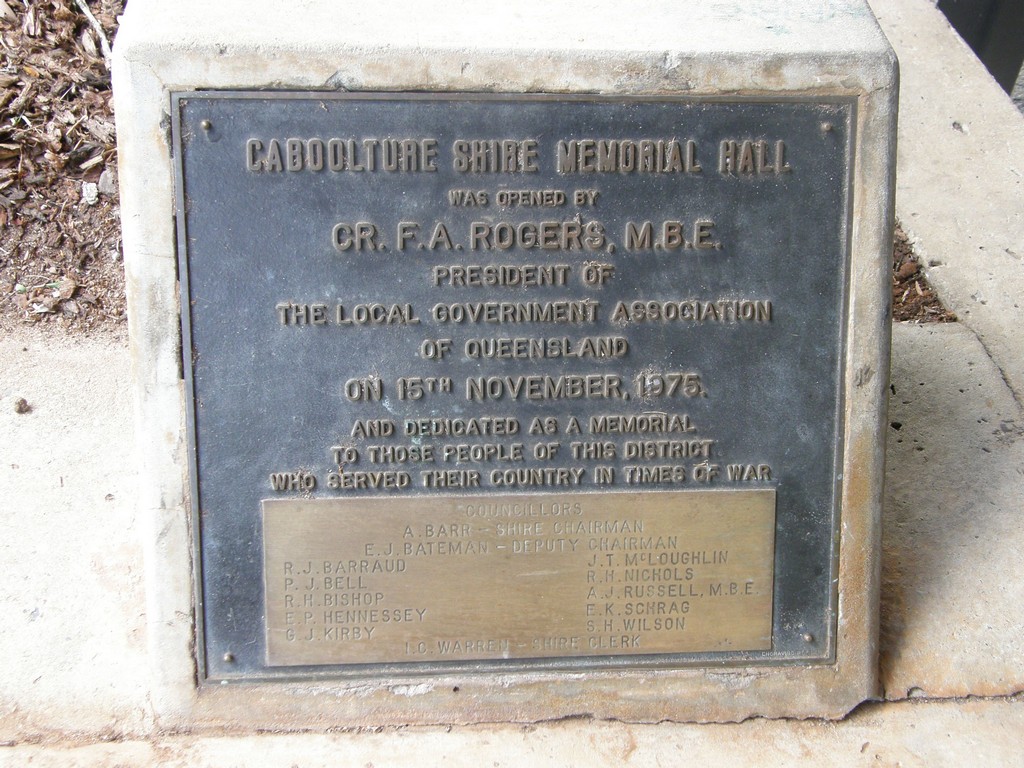 CABOOLTURE SHIRE MEMORIAL HALL
WAS OPENED BY
CR. F.A. ROGERS, M.B.E.
PRESIDENT OF
THE LOCAL GOVERNMENT ASSOCIATION
OF QUEENSLAND
ON 15TH NOVEMBER, 1975.
AND DEDICATED AS A MEMORIAL
TO THOSE PEOPLE OF THIS DISTRICT
WHO SERVED THEIR COUNTRY IN TIMES OF WAR
COUNCILLORS
A. BARR – SHIRE CHAIRMAN
E.J. BATEMAN – DEPUTY CHAIRMAN
R.J. BARRAUD
P.J. BELL
R.H. BISHOP
E.P. HENNESSEY
G.J. KIRBY
J.T. McLOUGHLIN
R.H. NICHOLS
A.J. RUSSELL, M.B.E.
E.K. SCHRAG
S.H. WILSON
I.C. WARREN – SHIRE CLERK